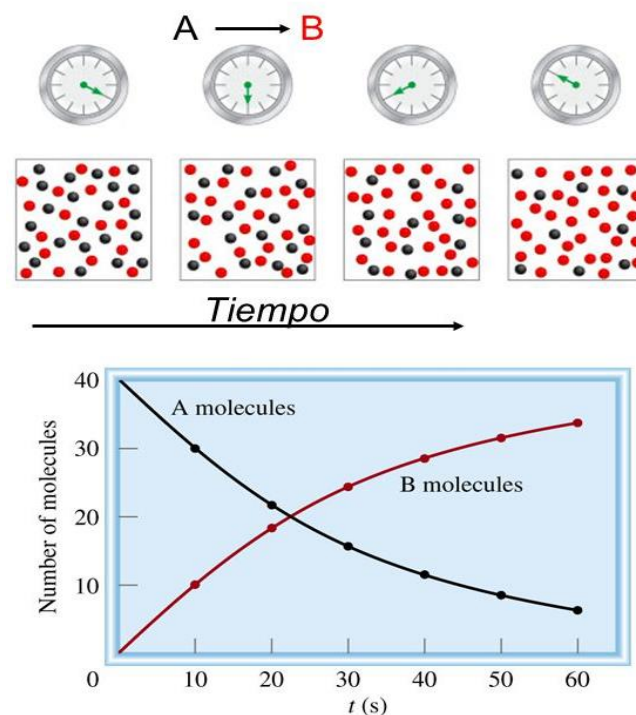 A → B
Tiempo
40
A molecules
30
B molecules
20
10
Number of molecules
0 10 20 30 40 50 60
t (s)